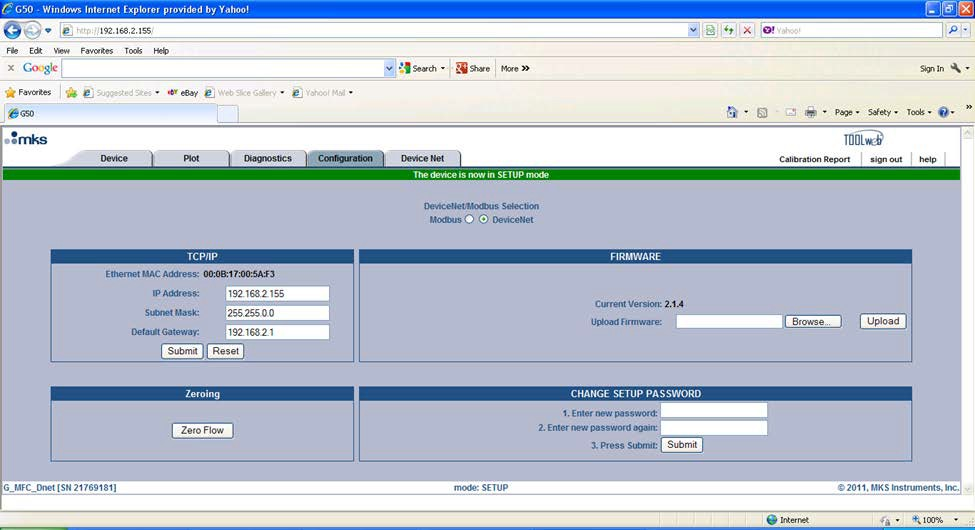 G50 - Windows Internet Explorer provided by Yahoo!
http://192.168.2.155/
Yahoo!
File Edit View Favorites Tools Help
Google
Search
Share
More »
Sign In
Favorites
Suggested Sites
eBay
Web Slice Gallery
Yahoo! Mail
G50
Page
Safety
Tools
mks
TOOLweb
Device
Plot
Diagnostics
Configuration
Device Net
Calibration Report
sign out
help
The device is now in SETUP mode
DeviceNet/Modbus Selection
Modbus DeviceNet
TCP/IP
Ethernet MAC Address: 00:0B:17:00:5A:F3
IP Address: 192.168.2.155
Subnet Mask: 255.255.0.0
Default Gateway: 192.168.2.1
Submit Reset
FIRMWARE
Current Version: 2.1.4
Upload Firmware: Browse... Upload
Zeroing
Zero Flow
CHANGE SETUP PASSWORD
1. Enter new password:
2. Enter new password again:
3. Press Submit: Submit
G_MFC_Dnet [SN 21769181]
mode: SETUP
© 2011, MKS Instruments, Inc.
Internet
100%